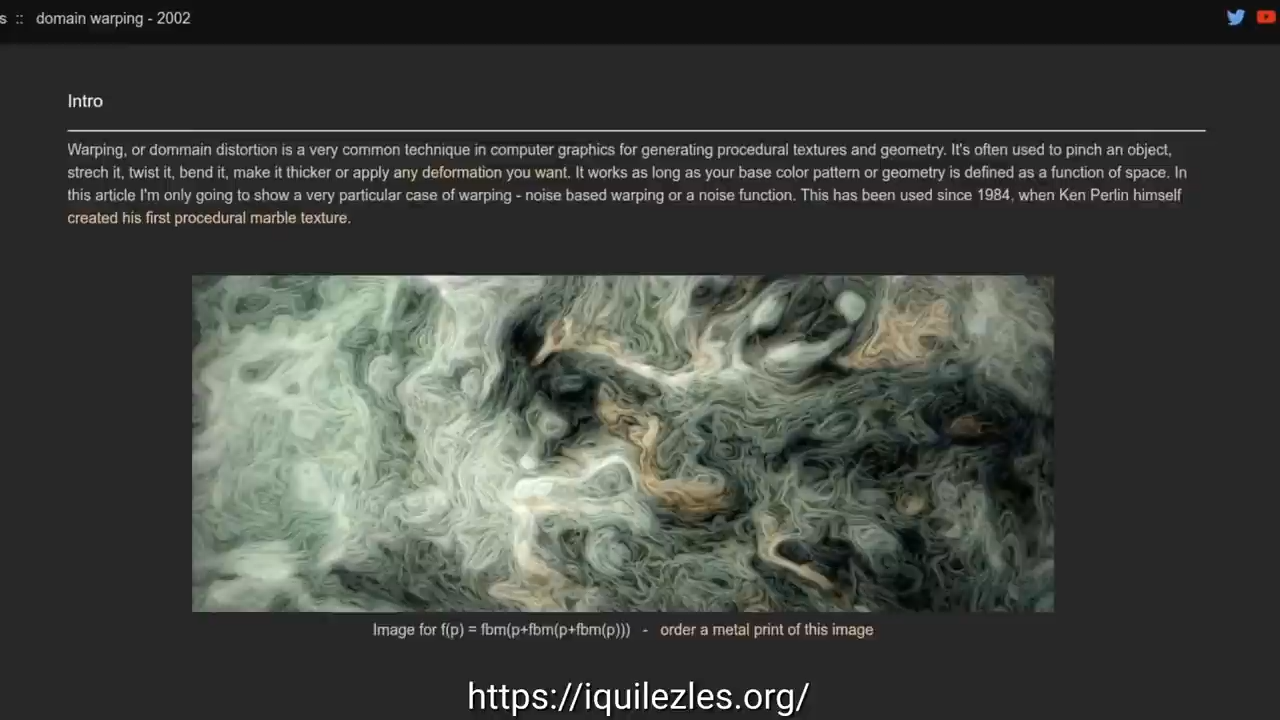 s :: domain warping - 2002
Intro
Warping, or dommain distortion is a very common technique in computer graphics for generating procedural textures and geometry. It's often used to pinch an object,
strech it, twist it, bend it, make it thicker or apply any deformation you want. It works as long as your base color pattern or geometry is defined as a function of space. In
this article I'm only going to show a very particular case of warping - noise based warping or a noise function. This has been used since 1984, when Ken Perlin himself
created his first procedural marble texture.
Image for f(p) = fbm(p+fbm(p+fbm(p))) - order a metal print of this image
https://iquilezles.org/